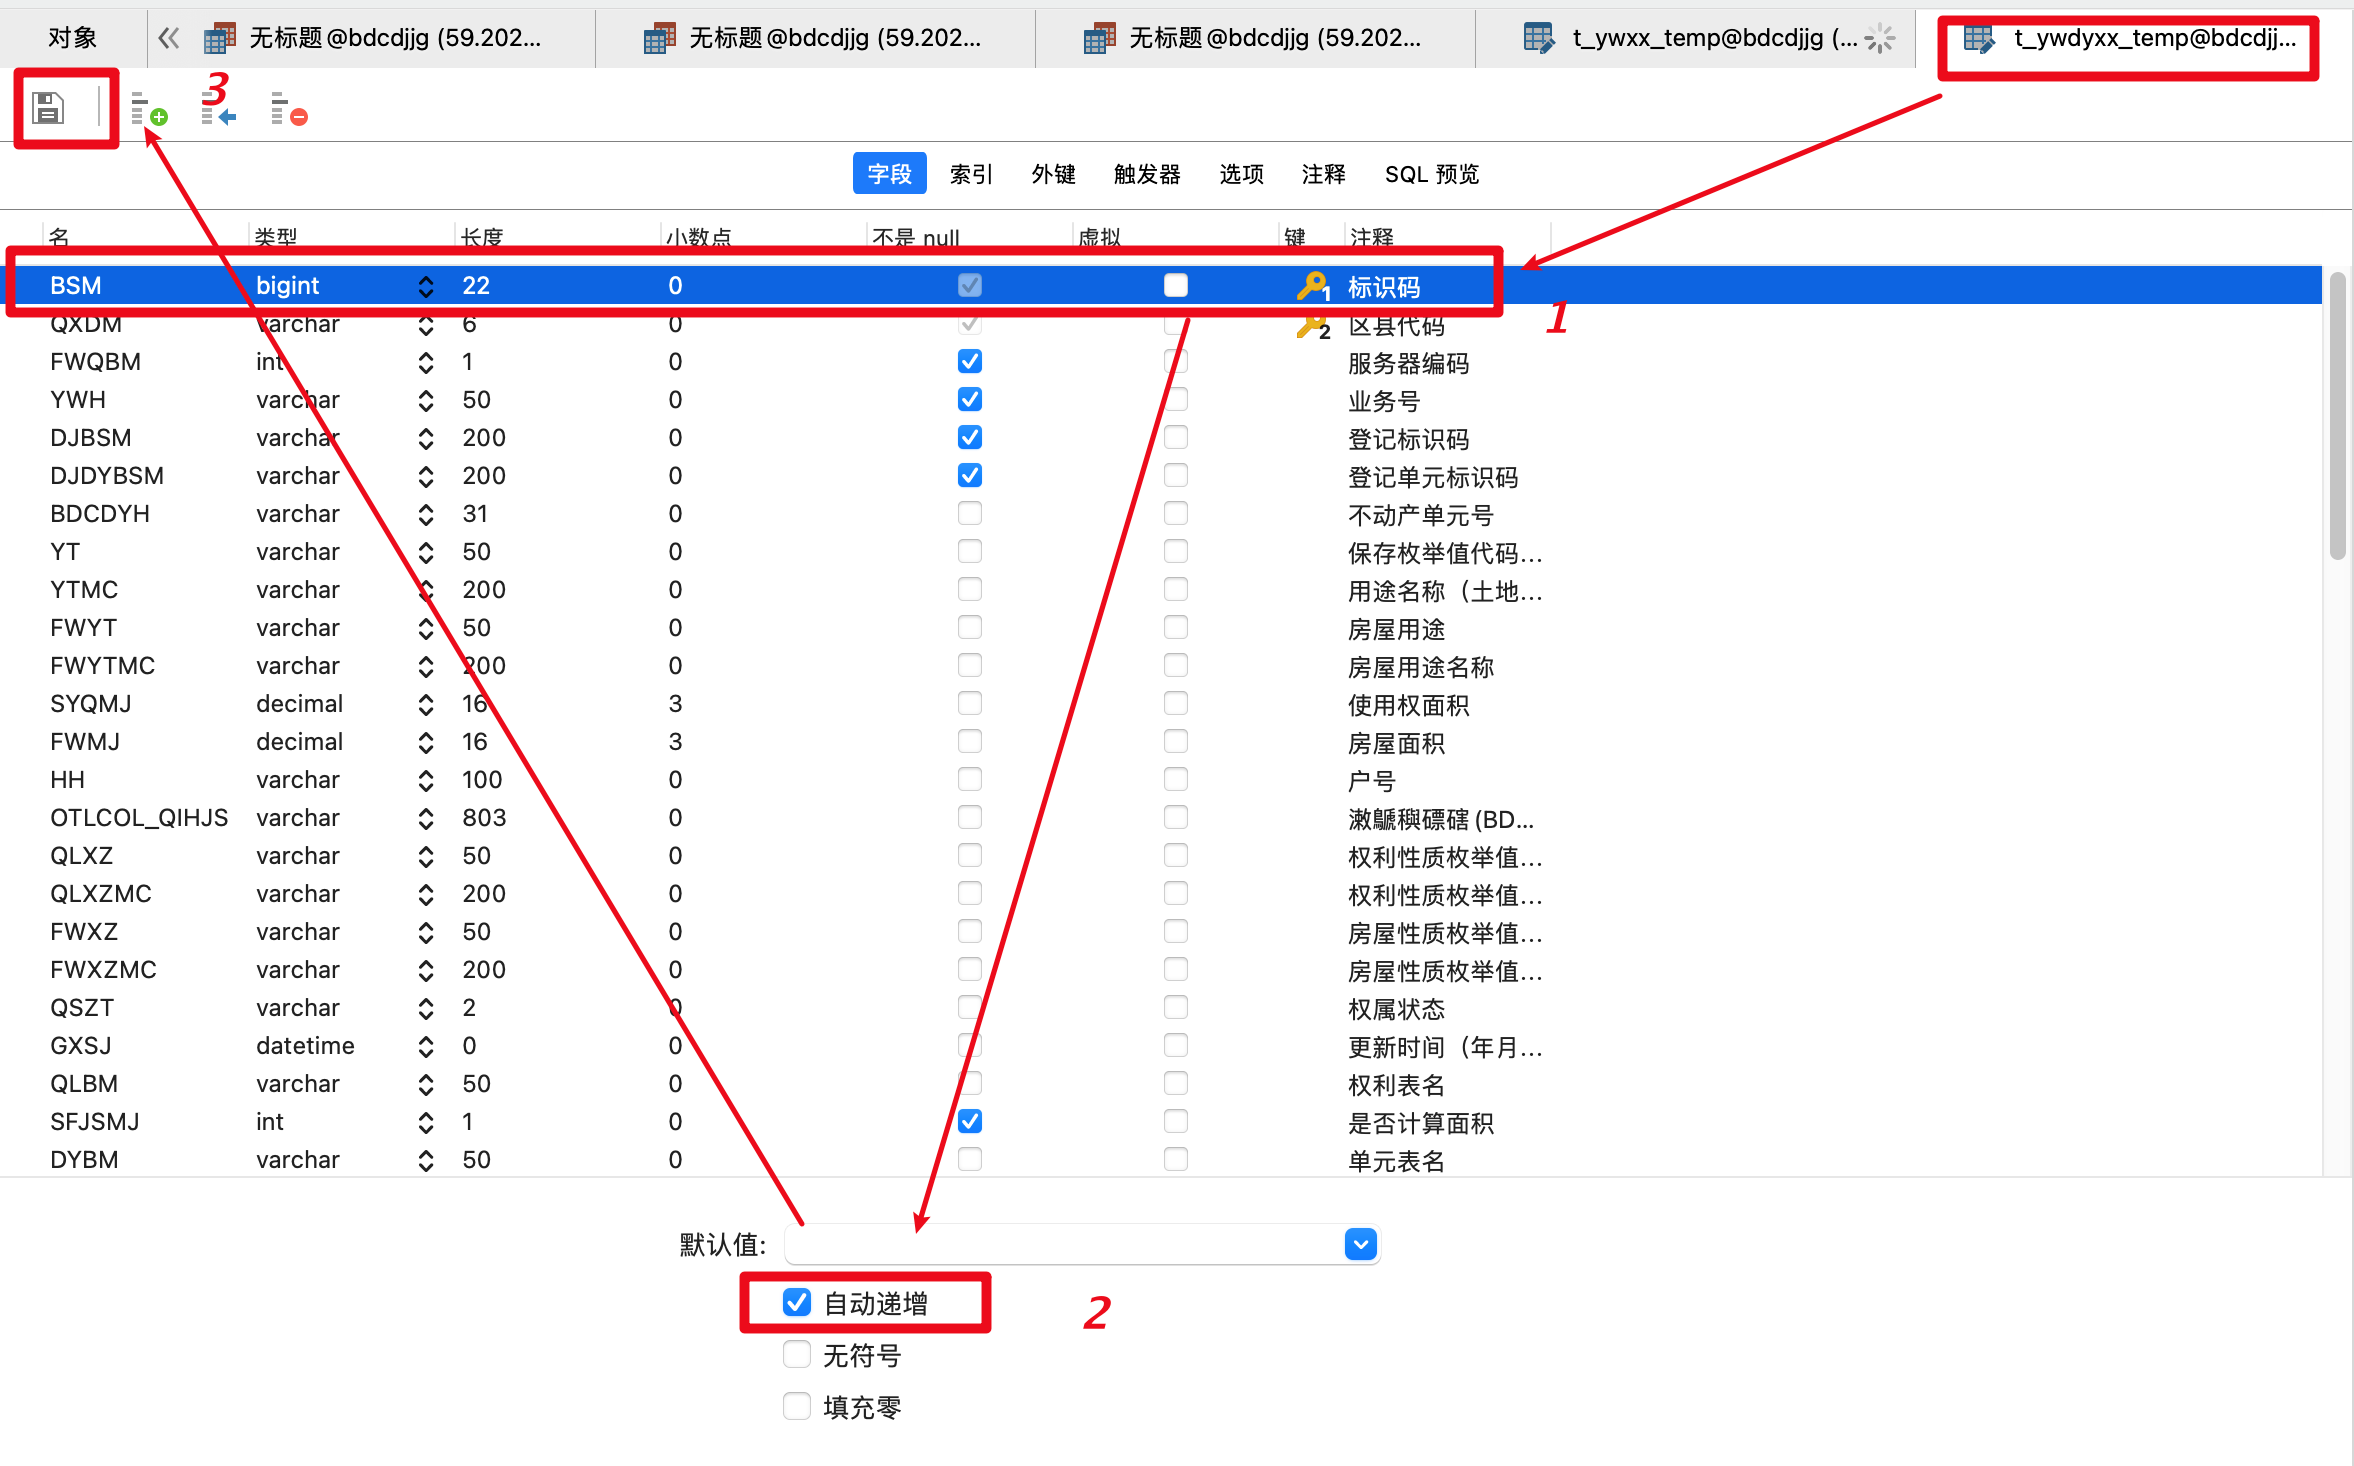 对象 无标题 @bdcdjjg (59.202... 无标题 @bdcdjjg (59.202... 无标题 @bdcdjjg (59.202... t_ywxx_temp@bdcdjjg (... t_ywdyxx_temp@bdcdjj...
3
字段 索引 外键 触发器 选项 注释 SQL 预览
名 类型 长度 小数点 不是 null 虚拟 键 注释
BSM bigint 22 0 1 标识码
1
QXDM varchar 6 0 2 区县代码
FWQBM int 1 0 服务器编码
YWH varchar 50 0 业务号
DJBSM varchar 200 0 登记标识码
DJDYBSM varchar 200 0 登记单元标识码
BDCDYH varchar 31 0 不动产单元号
YT varchar 50 0 保存枚举值代码...
YTMC varchar 200 0 用途名称（土地...
FWYT varchar 50 0 房屋用途
FWYTMC varchar 200 0 房屋用途名称
SYQMJ decimal 16 3 使用权面积
FWMJ decimal 16 3 房屋面积
HH varchar 100 0 户号
OTLCOL_QIHJS varchar 803 0 (BD...
QLXZ varchar 50 0 权利性质枚举值...
QLXZMC varchar 200 0 权利性质枚举值...
FWXZ varchar 50 0 房屋性质枚举值...
FWXZMC varchar 200 0 房屋性质枚举值...
QSZT varchar 2 0 权属状态
GXSJ datetime 0 0 更新时间（年月...
QLBM varchar 50 0 权利表名
SFJSMJ int 1 0 是否计算面积
DYBM varchar 50 0 单元表名
默认值:
自动递增
2
无符号
填充零